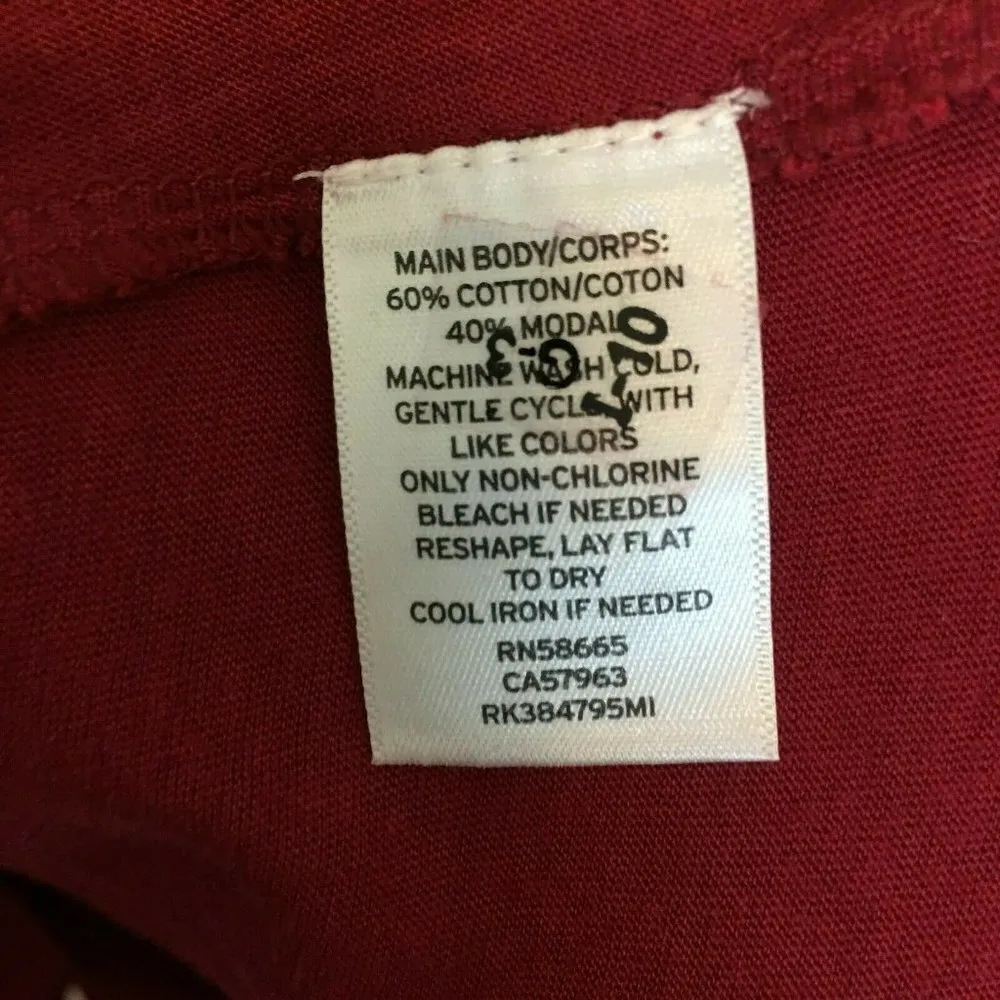 MAIN BODY/CORPS:
60% COTTON/COTON
40% MODAL
MACHINE WASH COLD,
GENTLE CYCLE WITH
LIKE COLORS
ONLY NON-CHLORINE
BLEACH IF NEEDED
RESHAPE, LAY FLAT
TO DRY
COOL IRON IF NEEDED
RN58665
CA57963
RK384795MI